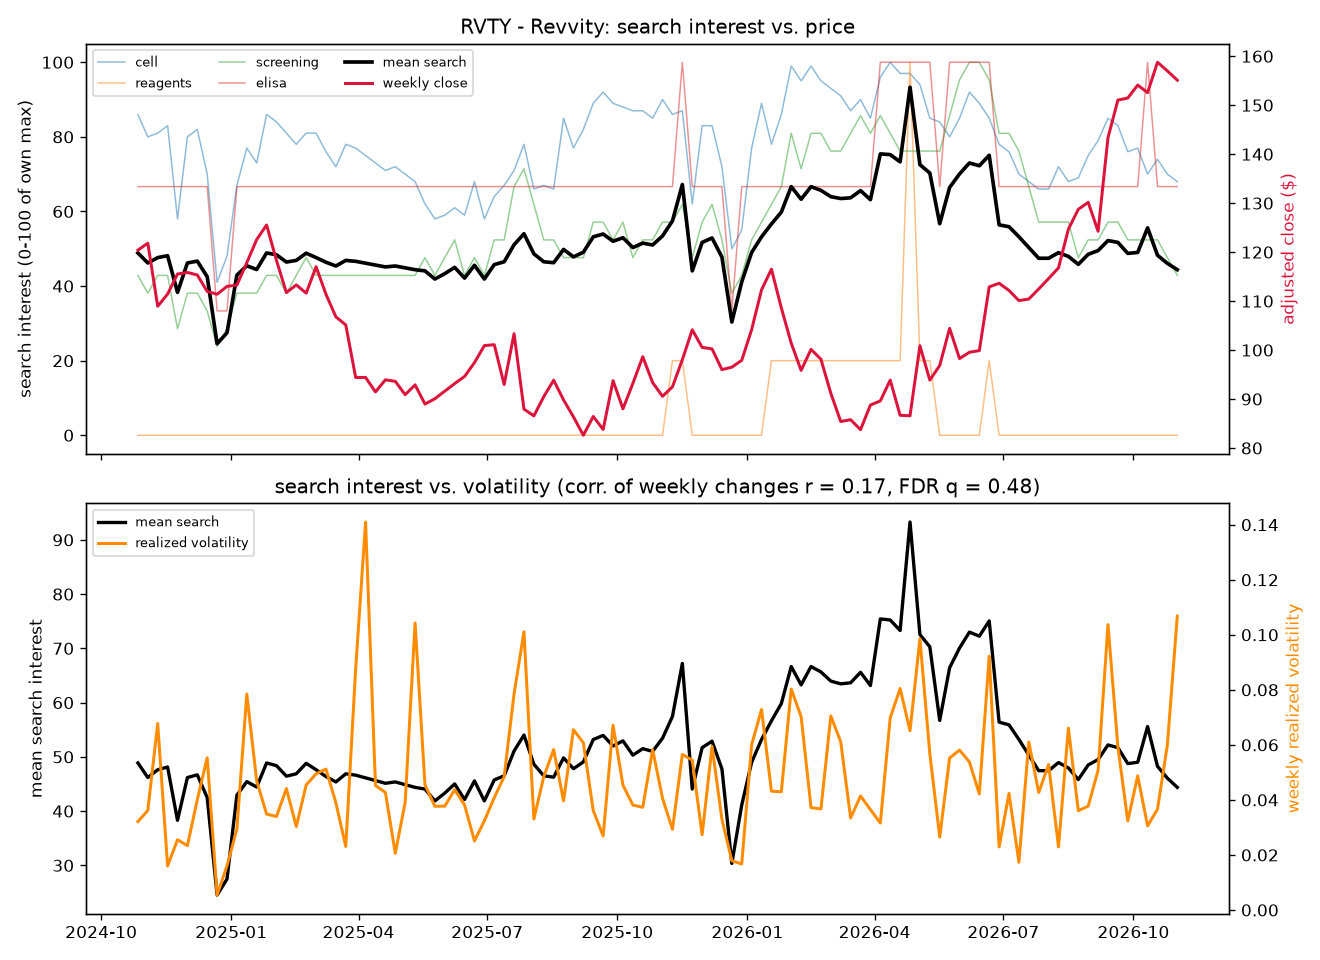 RVTY - Revvity: search interest vs. price
cell
reagents
screening
elisa
mean search
weekly close
100
80
60
40
20
0
search interest (0-100 of own max)
160
150
140
130
120
110
100
90
80
adjusted close ($)
search interest vs. volatility (corr. of weekly changes r = 0.17, FDR q = 0.48)
mean search
realized volatility
90
80
70
60
50
40
30
mean search interest
0.14
0.12
0.10
0.08
0.06
0.04
0.02
0.00
weekly realized volatility
2024-10
2025-01
2025-04
2025-07
2025-10
2026-01
2026-04
2026-07
2026-10